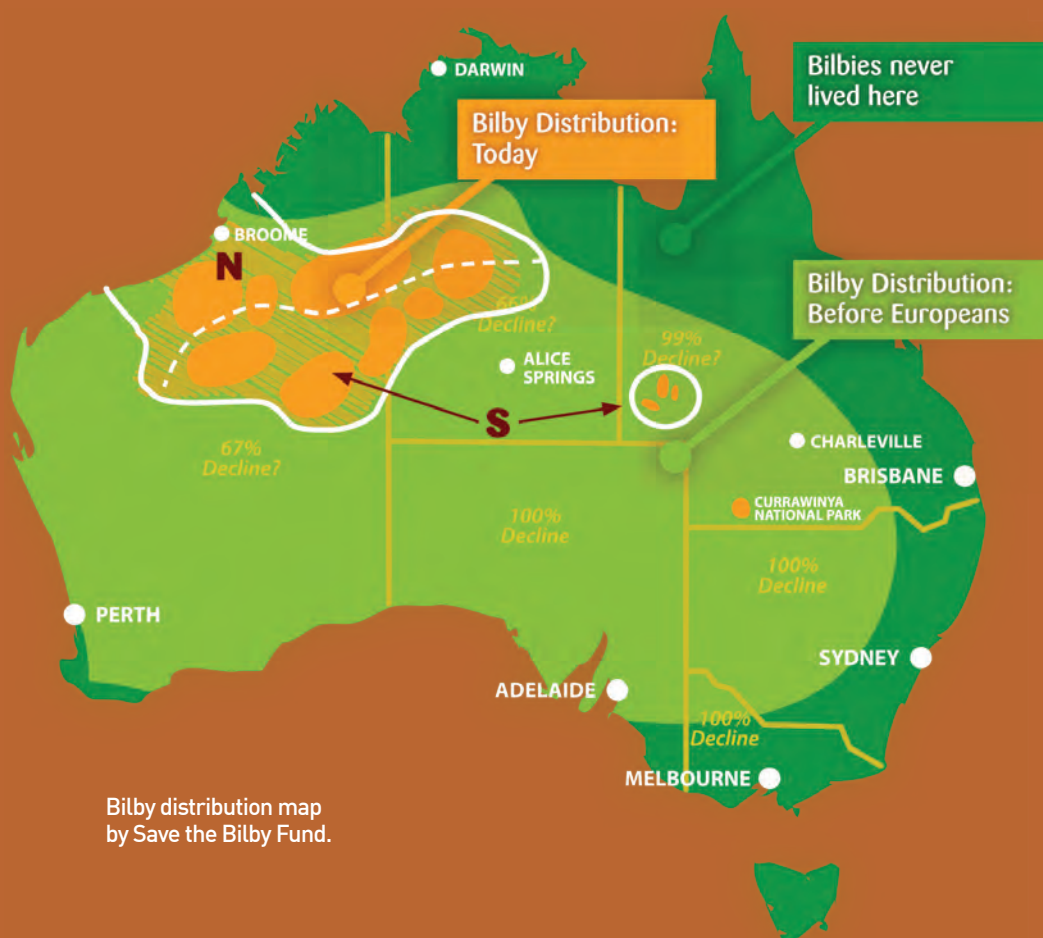 DARWIN
Bilbies never
lived here
Bilby Distribution:
Today
BROOME
N
Bilby Distribution:
Before Europeans
66%
Decline?
99%
Decline?
ALICE
SPRINGS
S
67%
Decline?
CHARLEVILLE
BRISBANE
CURRAWINYA
NATIONAL PARK
100%
Decline
100%
Decline
PERTH
SYDNEY
ADELAIDE
100%
Decline
MELBOURNE
Bilby distribution map
by Save the Bilby Fund.